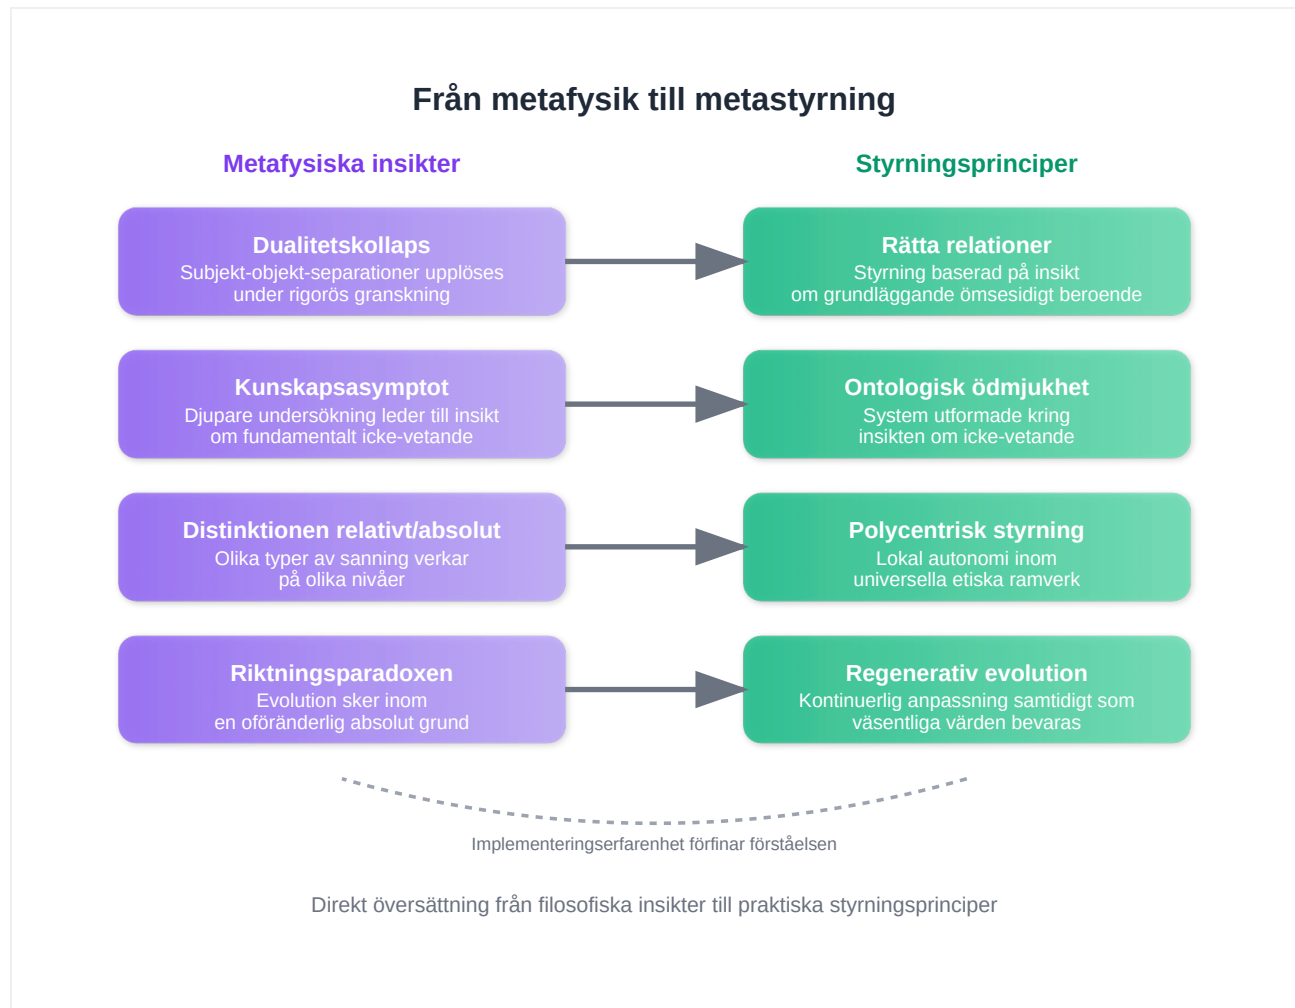 Från metafysik till metastyrning
Metafysiska insikter
Styrningsprinciper
Dualitetskollaps
Subjekt-objekt-separationer upplöses
under rigorös granskning
Rätta relationer
Styrning baserad på insikt
om grundläggande ömsesidigt beroende
Kunskapsasymptot
Djupare undersökning leder till insikt
om fundamentalt icke-vetande
Ontologisk ödmjukhet
System utformade kring
insikten om icke-vetande
Distinktionen relativt/absolut
Olika typer av sanning verkar
på olika nivåer
Polycentrisk styrning
Lokal autonomi inom
universella etiska ramverk
Riktningsparadoxen
Evolution sker inom
en oföränderlig absolut grund
Regenerativ evolution
Kontinuerlig anpassning samtidigt som
väsentliga värden bevaras
Implementeringserfarenhet förfinar förståelsen
Direkt översättning från filosofiska insikter till praktiska styrningsprinciper